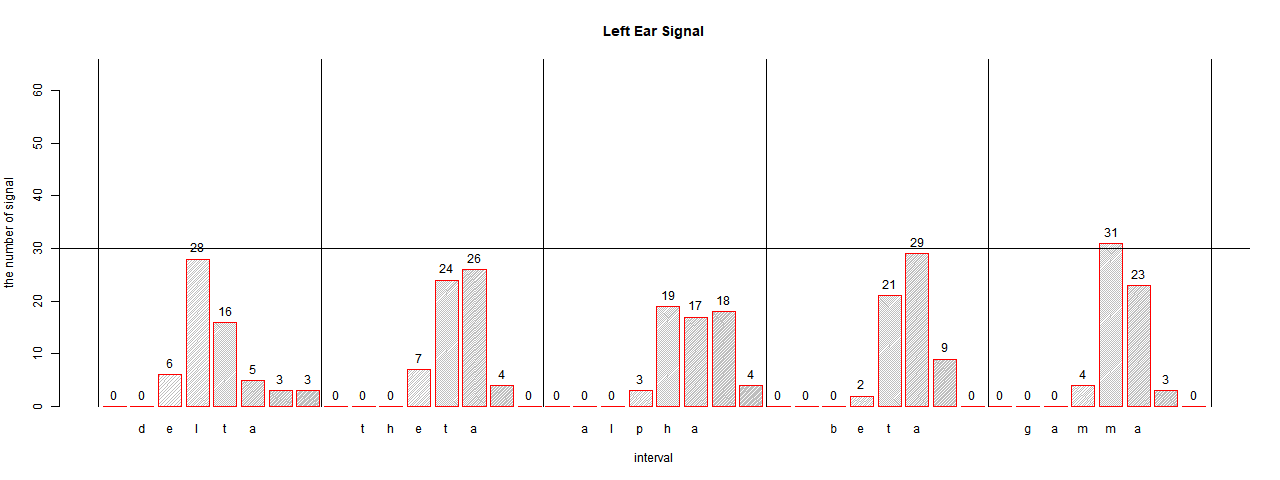 Left Ear Signal
the number of signal
60
50
40
30
20
10
0
0 0 6 28 16 5 3 3 0 0 0 7 24 26 4 0 0 0 0 3 19 17 18 4 0 0 0 2 21 29 9 0 0 0 0 4 31 23 3 0
d e l t a t h e t a a l p h a b e t a g a m m a
interval